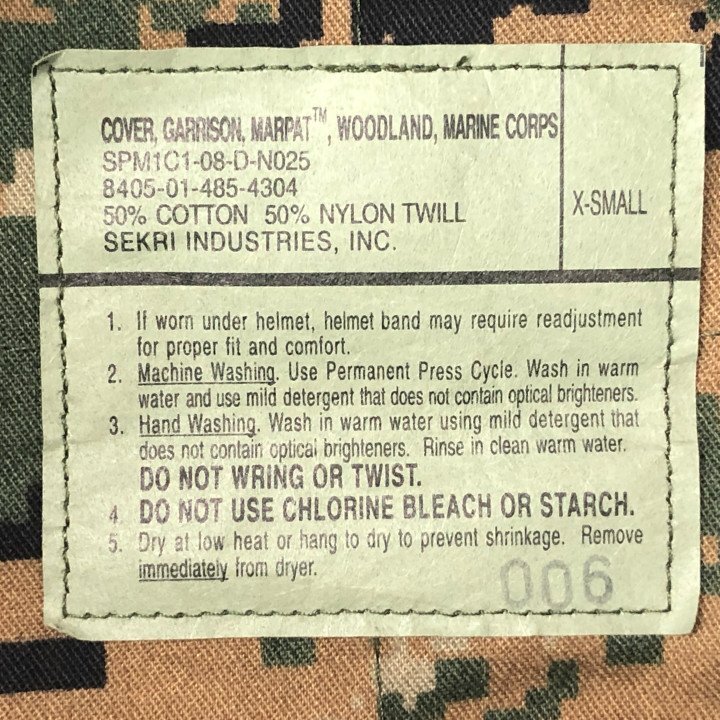 COVER, GARRISON, MARPAT™, WOODLAND, MARINE CORPS
SPM1C1-08-D-N025
8405-01-485-4304
50% COTTON 50% NYLON TWILL
SEKRI INDUSTRIES, INC.
X-SMALL
1. If worn under helmet, helmet band may require readjustment
for proper fit and comfort.
2. Machine Washing. Use Permanent Press Cycle. Wash in warm
water and use mild detergent that does not contain optical brighteners.
3. Hand Washing. Wash in warm water using mild detergent that
does not contain optical brighteners. Rinse in clean warm water.
DO NOT WRING OR TWIST.
4 DO NOT USE CHLORINE BLEACH OR STARCH.
5. Dry at low heat or hang to dry to prevent shrinkage. Remove
immediately from dryer.
006